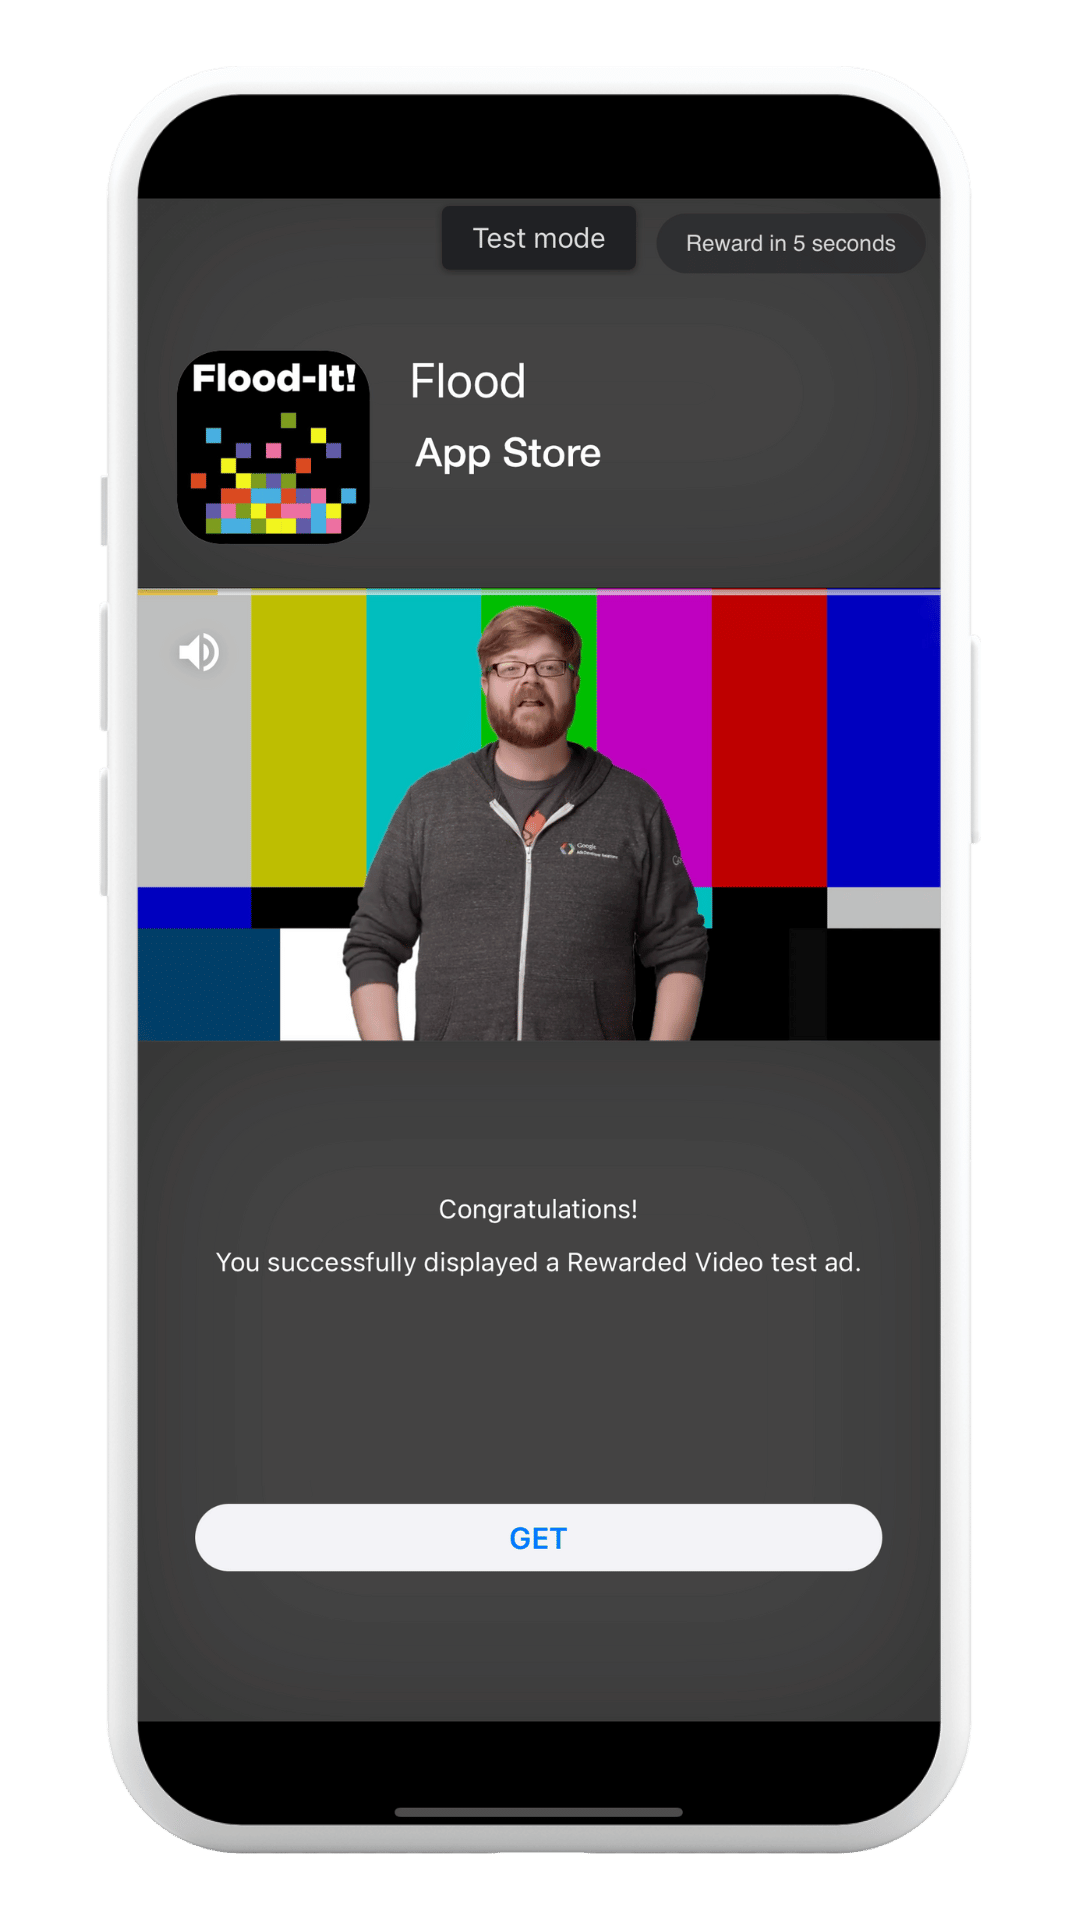 Test mode
Reward in 5 seconds
Flood-It!
Flood
App Store
Google
Congratulations!
You successfully displayed a Rewarded Video test ad.
GET